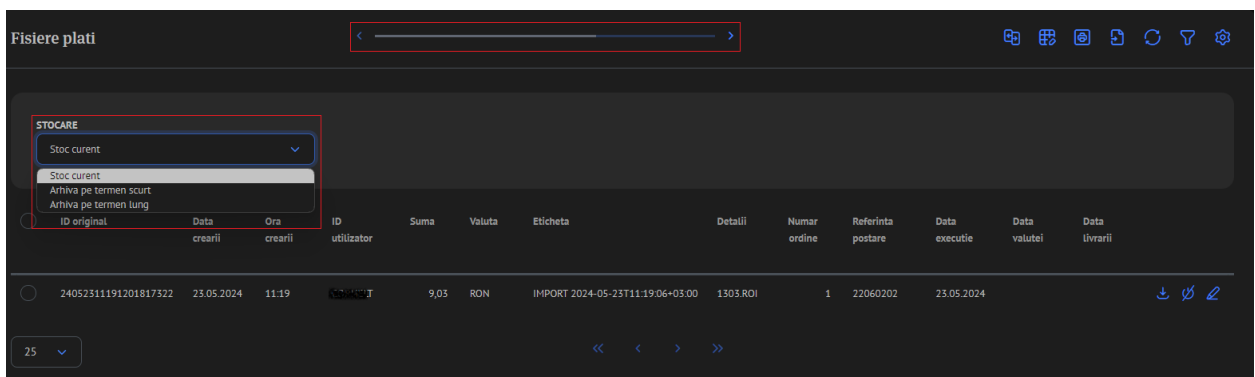 Fisiere plati
STOCARE
Stoc curent
Stoc curent
Arhiva pe termen scurt
Arhiva pe termen lung
ID original Data crearii Ora crearii ID utilizator Suma Valuta Eticheta Detalii Numar ordine Referinta postare Data executie Data valutei Data livrarii
24052311191201817322 23.05.2024 11:19 9,03 RON IMPORT 2024-05-23T11:19:06+03:00 1303.ROI 1 22060202 23.05.2024
25